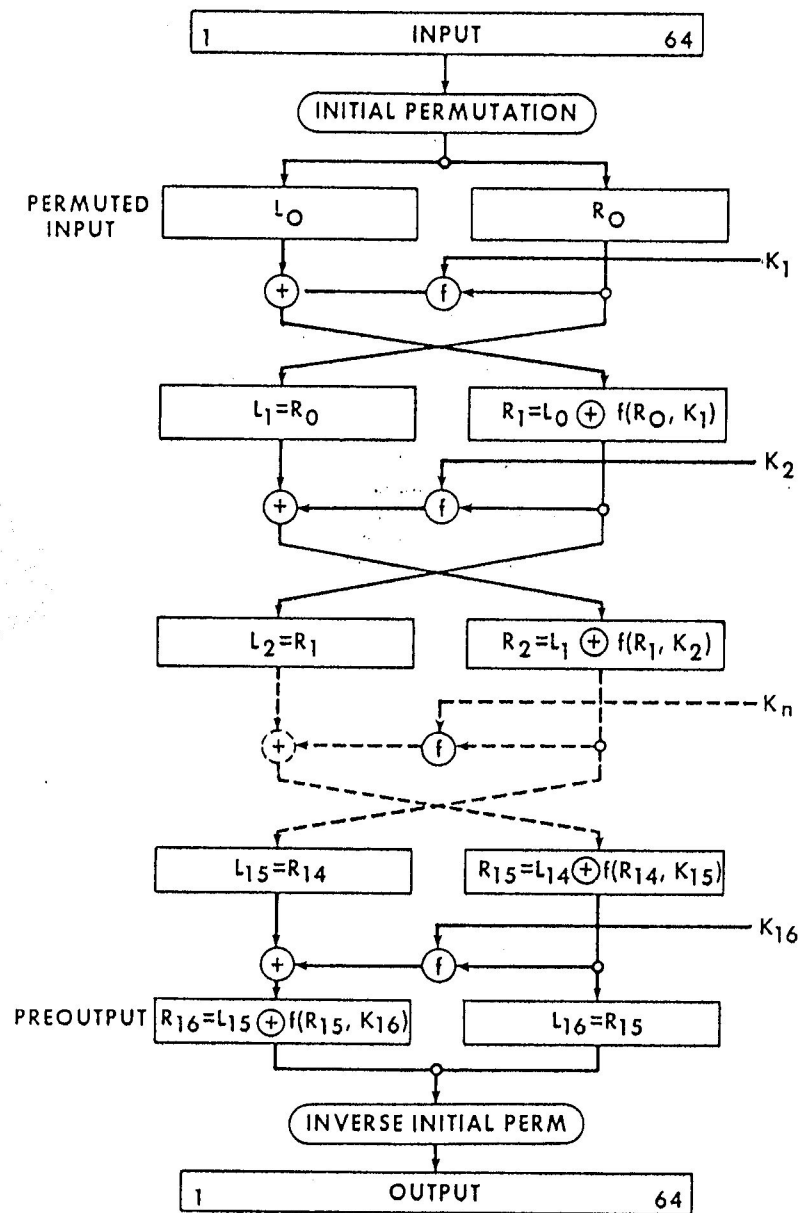 1 INPUT 64
INITIAL PERMUTATION
PERMUTED
INPUT
L₀ R₀
K₁
+ f
L₁=R₀ R₁=L₀ ⊕ f(R₀, K₁)
K₂
+ f
L₂=R₁ R₂=L₁ ⊕ f(R₁, K₂)
Kₙ
+ f
L₁₅=R₁₄ R₁₅=L₁₄ ⊕ f(R₁₄, K₁₅)
K₁₆
+ f
PREOUTPUT R₁₆=L₁₅ ⊕ f(R₁₅, K₁₆) L₁₆=R₁₅
INVERSE INITIAL PERM
1 OUTPUT 64